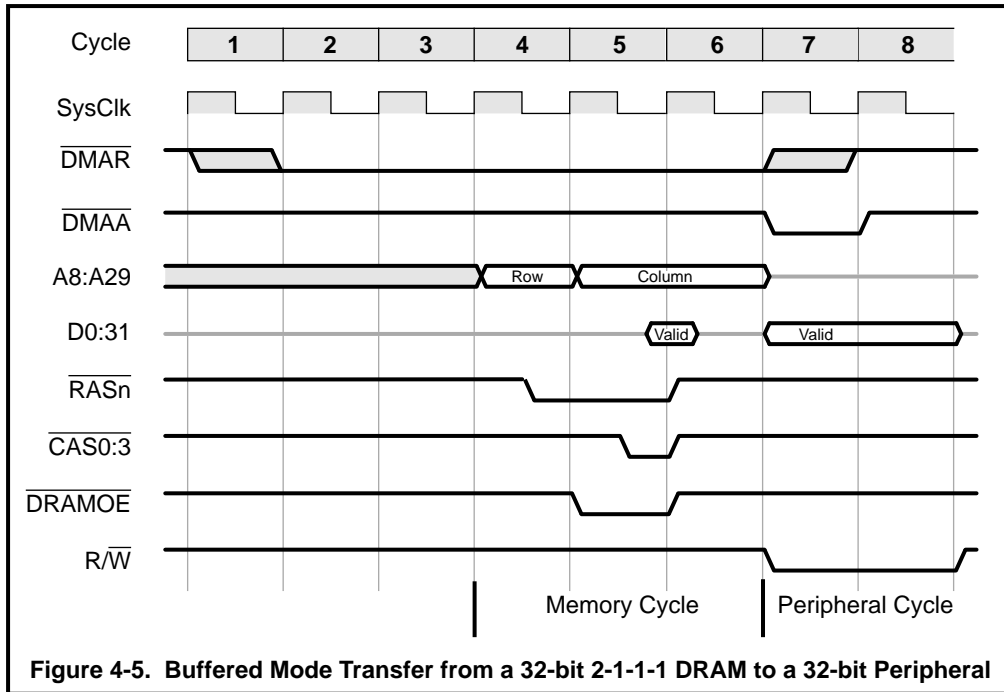 Cycle 1 2 3 4 5 6 7 8
SysClk
DMAR
DMAA
A8:A29 Row Column
D0:31 Valid Valid
RASn
CAS0:3
DRAMOE
R/W
Memory Cycle Peripheral Cycle
Figure 4-5. Buffered Mode Transfer from a 32-bit 2-1-1-1 DRAM to a 32-bit Peripheral